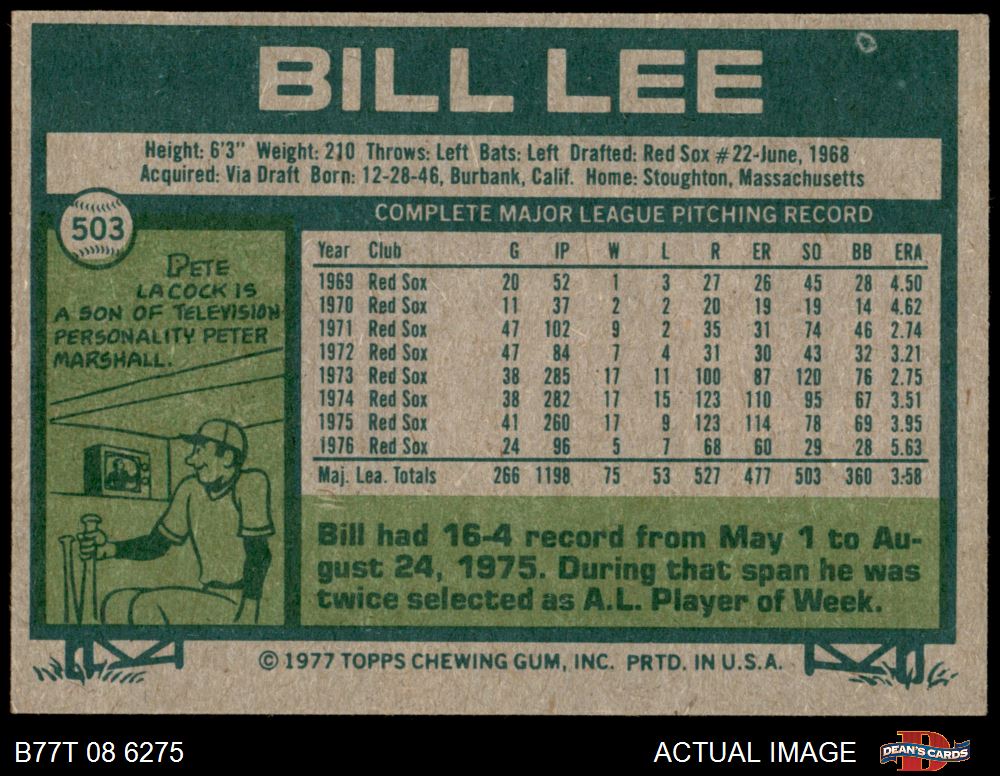 BILL LEE
Height: 6'3" Weight: 210 Throws: Left Bats: Left Drafted: Red Sox #22-June, 1968
Acquired: Via Draft Born: 12-28-46, Burbank, Calif. Home: Stoughton, Massachusetts
503
COMPLETE MAJOR LEAGUE PITCHING RECORD
PETE
LACOCK IS
A SON OF TELEVISION
PERSONALITY PETER
MARSHALL.
Year Club G IP W L R ER SO BB ERA
1969 Red Sox 20 52 1 3 27 26 45 28 4.50
1970 Red Sox 11 37 2 2 20 19 19 14 4.62
1971 Red Sox 47 102 9 2 35 31 74 46 2.74
1972 Red Sox 47 84 7 4 31 30 43 32 3.21
1973 Red Sox 38 285 17 11 100 87 120 76 2.75
1974 Red Sox 38 282 17 15 123 110 95 67 3.51
1975 Red Sox 41 260 17 9 123 114 78 69 3.95
1976 Red Sox 24 96 5 7 68 60 29 28 5.63
Maj. Lea. Totals 266 1198 75 53 527 477 503 360 3.58
Bill had 16-4 record from May 1 to Au-
gust 24, 1975. During that span he was
twice selected as A.L. Player of Week.
© 1977 TOPPS CHEWING GUM, INC. PRTD. IN U.S.A.
B77T 08 6275
ACTUAL IMAGE
DEAN'S CARDS